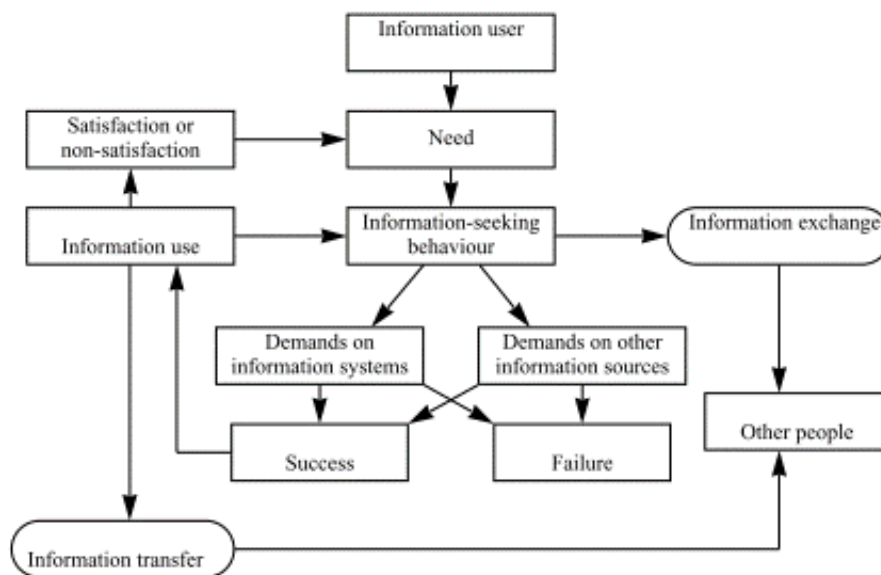 Information user
Satisfaction or
non-satisfaction
Need
Information use
Information-seeking
behaviour
Information exchange
Demands on
information systems
Demands on other
information sources
Success
Failure
Other people
Information transfer